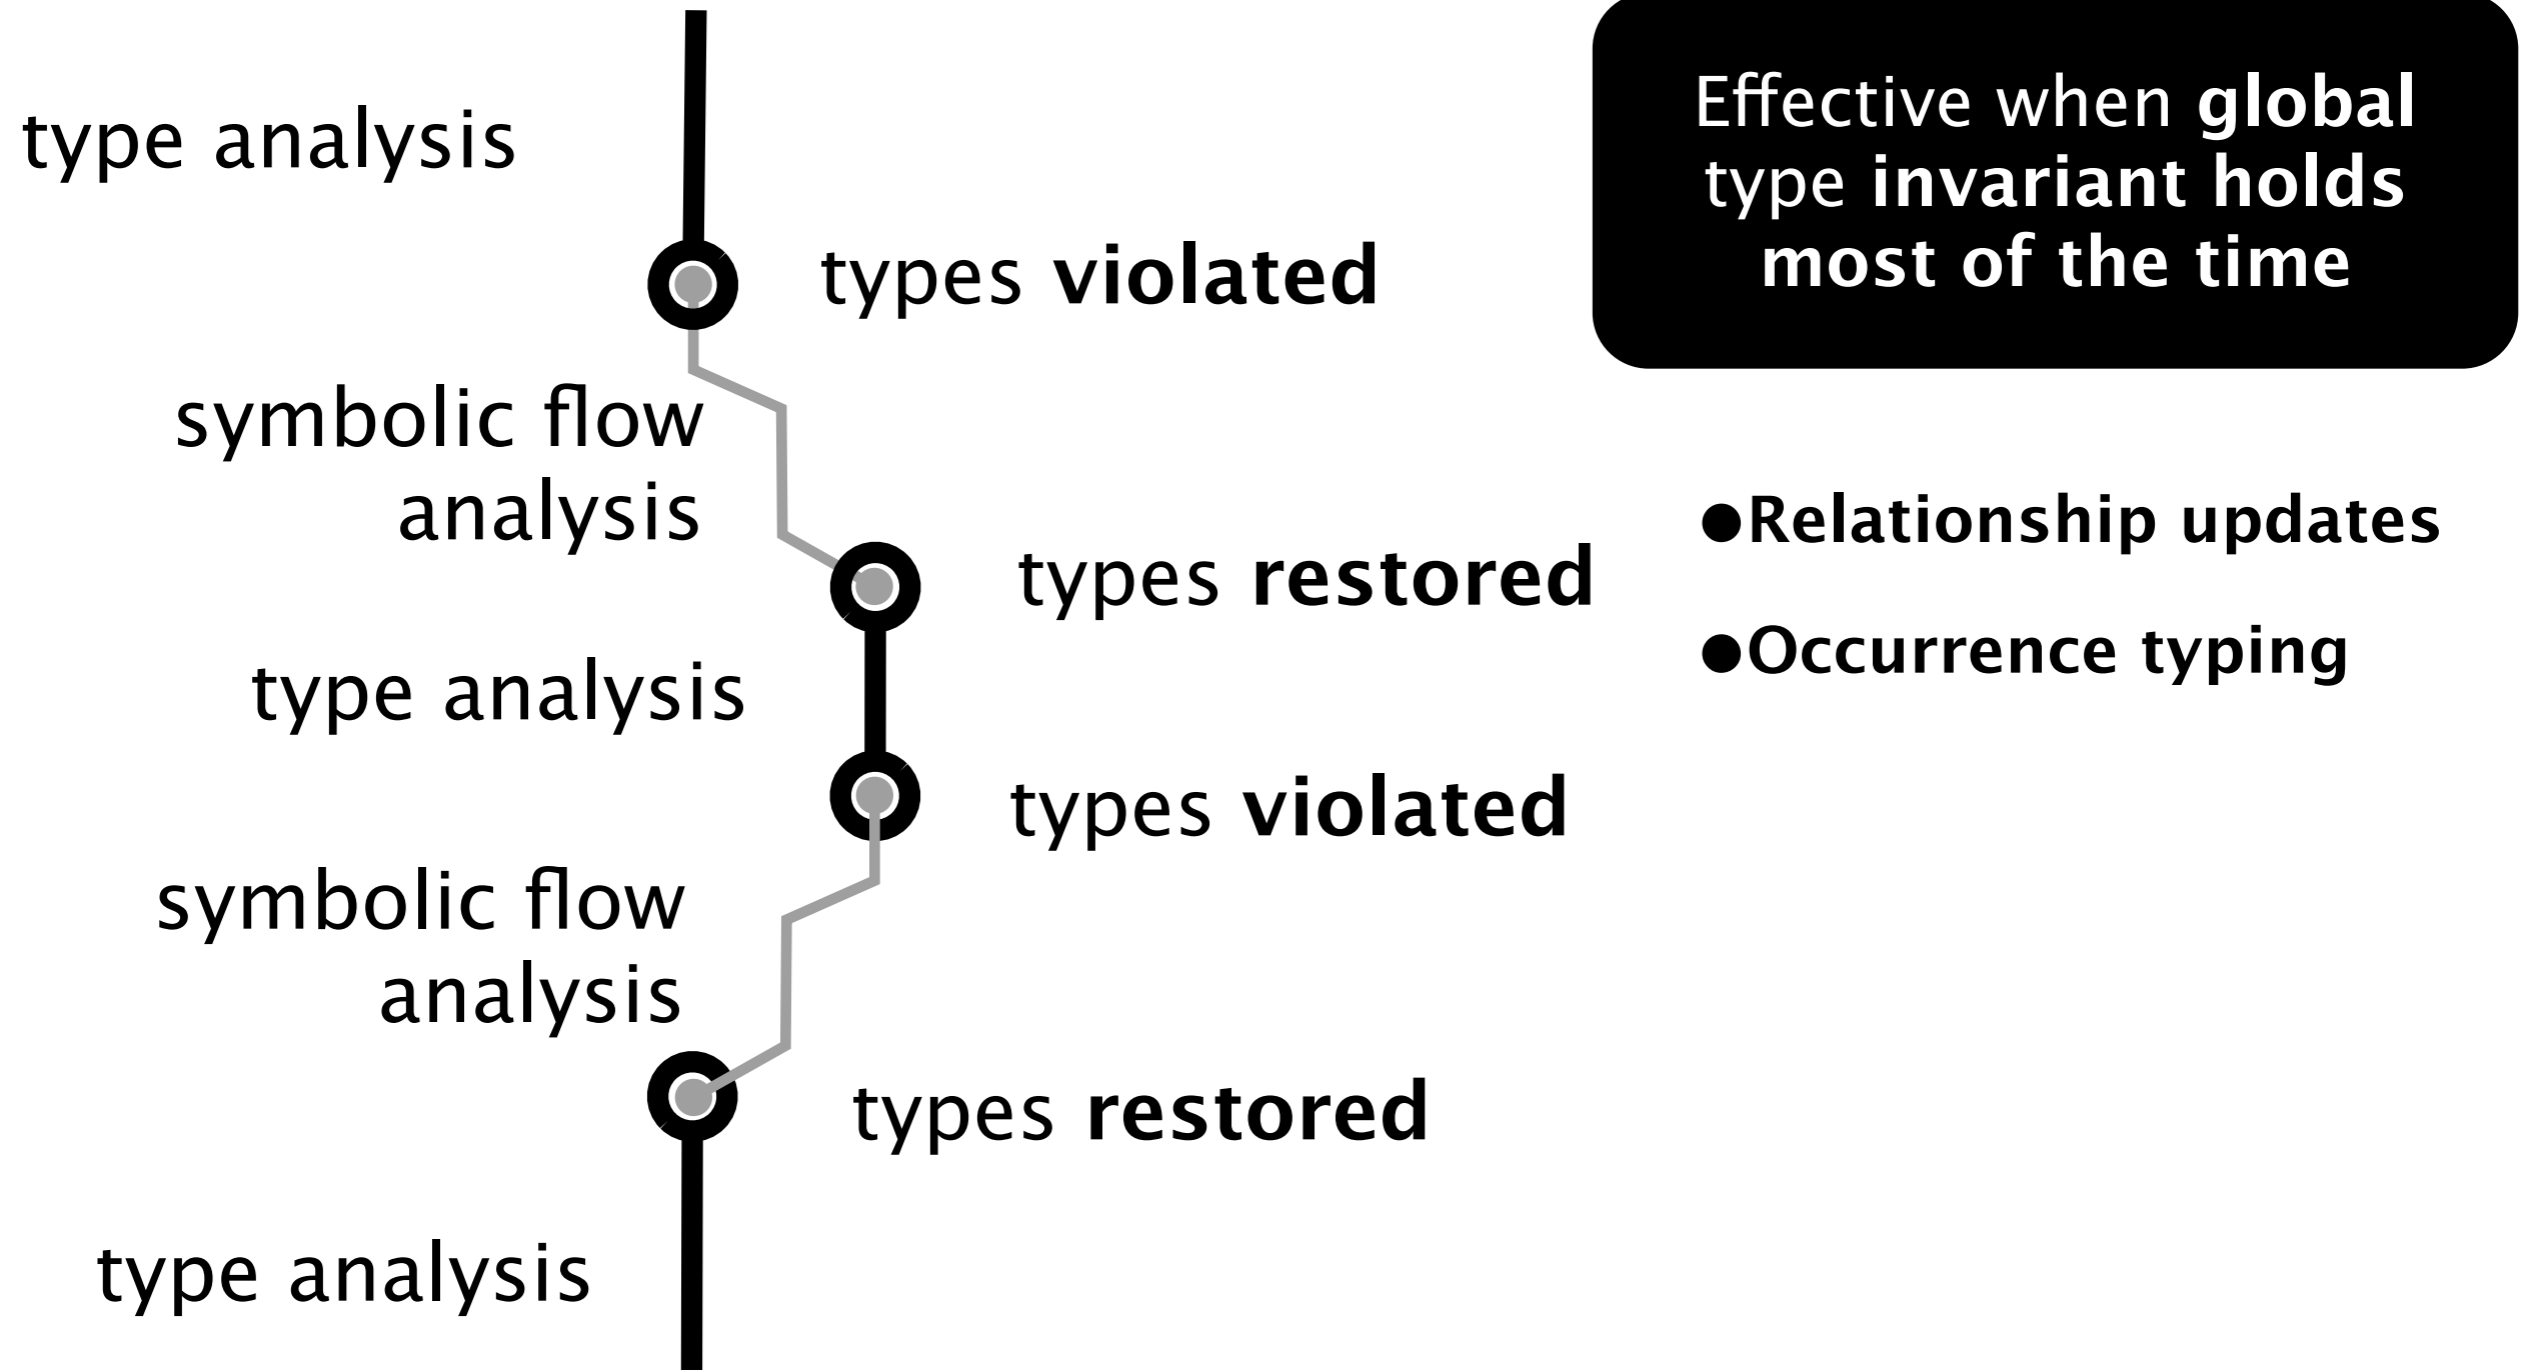 type analysis
types violated
symbolic flow
analysis
types restored
type analysis
types violated
symbolic flow
analysis
types restored
type analysis
Effective when global
type invariant holds
most of the time
●Relationship updates
●Occurrence typing